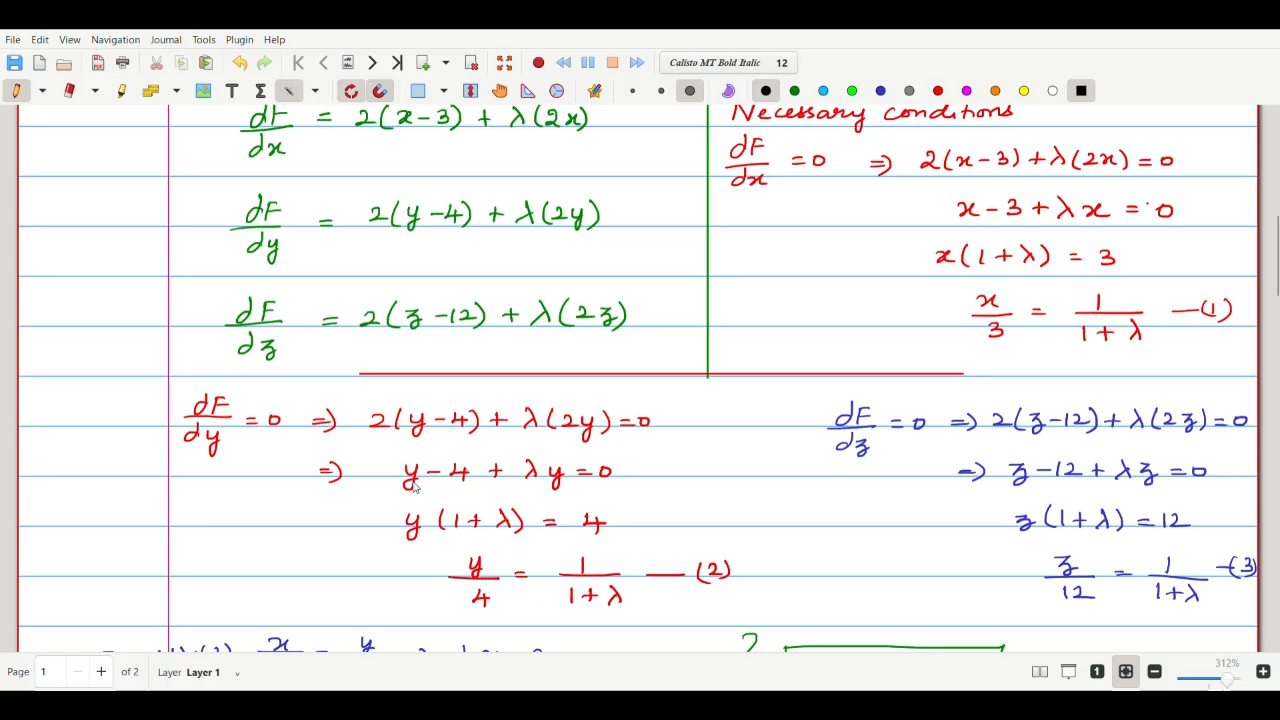 File Edit View Navigation Journal Tools Plugin Help
Calisto MT Bold Italic 12
dF/dx = 2(x-3) + λ(2x)
dF/dy = 2(y-4) + λ(2y)
dF/dz = 2(z-12) + λ(2z)
Necessary conditions
dF/dx = 0 ⇒ 2(x-3)+λ(2x)=0
x-3+λx = 0
x(1+λ) = 3
x/3 = 1/(1+λ) —(1)
dF/dy = 0 ⇒ 2(y-4)+ λ(2y)=0
⇒ y-4 + λy=0
y(1+λ) = 4
y/4 = 1/(1+λ) — (2)
dF/dz = 0 ⇒ 2(z-12)+λ(2z)=0
⇒ z-12+λz =0
z(1+λ)=12
z/12 = 1/(1+λ) —(3)
Page 1 of 2 Layer Layer 1
312%
1